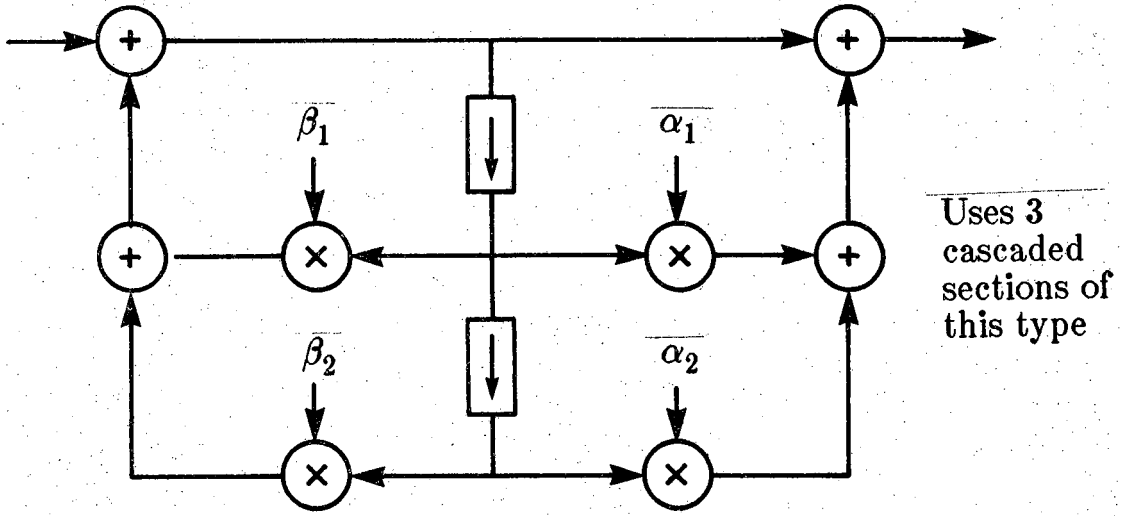 + +
β₁ α₁
Uses 3
+ × × +
cascaded
sections of
this type
β₂ α₂
× ×